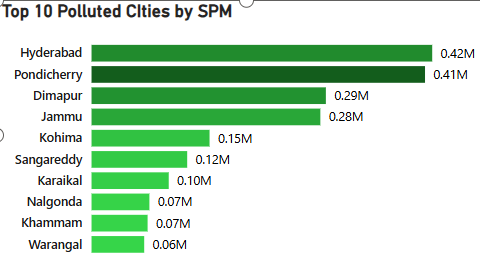 Top 10 Polluted CIties by SPM
Hyderabad 0.42M
Pondicherry 0.41M
Dimapur 0.29M
Jammu 0.28M
Kohima 0.15M
Sangareddy 0.12M
Karaikal 0.10M
Nalgonda 0.07M
Khammam 0.07M
Warangal 0.06M